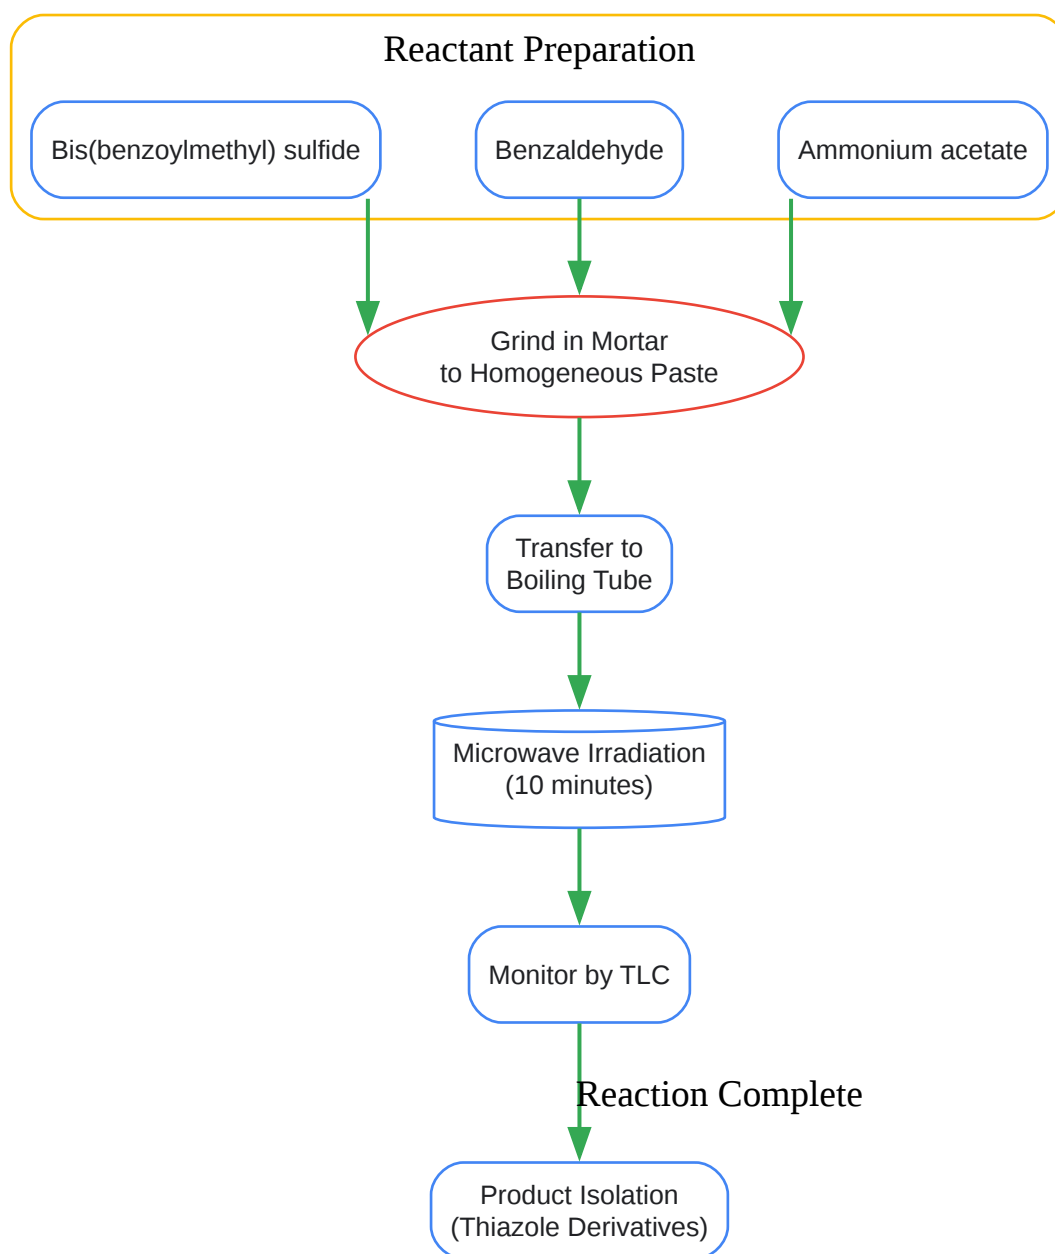 Reactant Preparation
Bis(benzoylmethyl) sulfide
Benzaldehyde
Ammonium acetate
Grind in Mortar
to Homogeneous Paste
Transfer to
Boiling Tube
Microwave Irradiation
(10 minutes)
Monitor by TLC
Reaction Complete
Product Isolation
(Thiazole Derivatives)